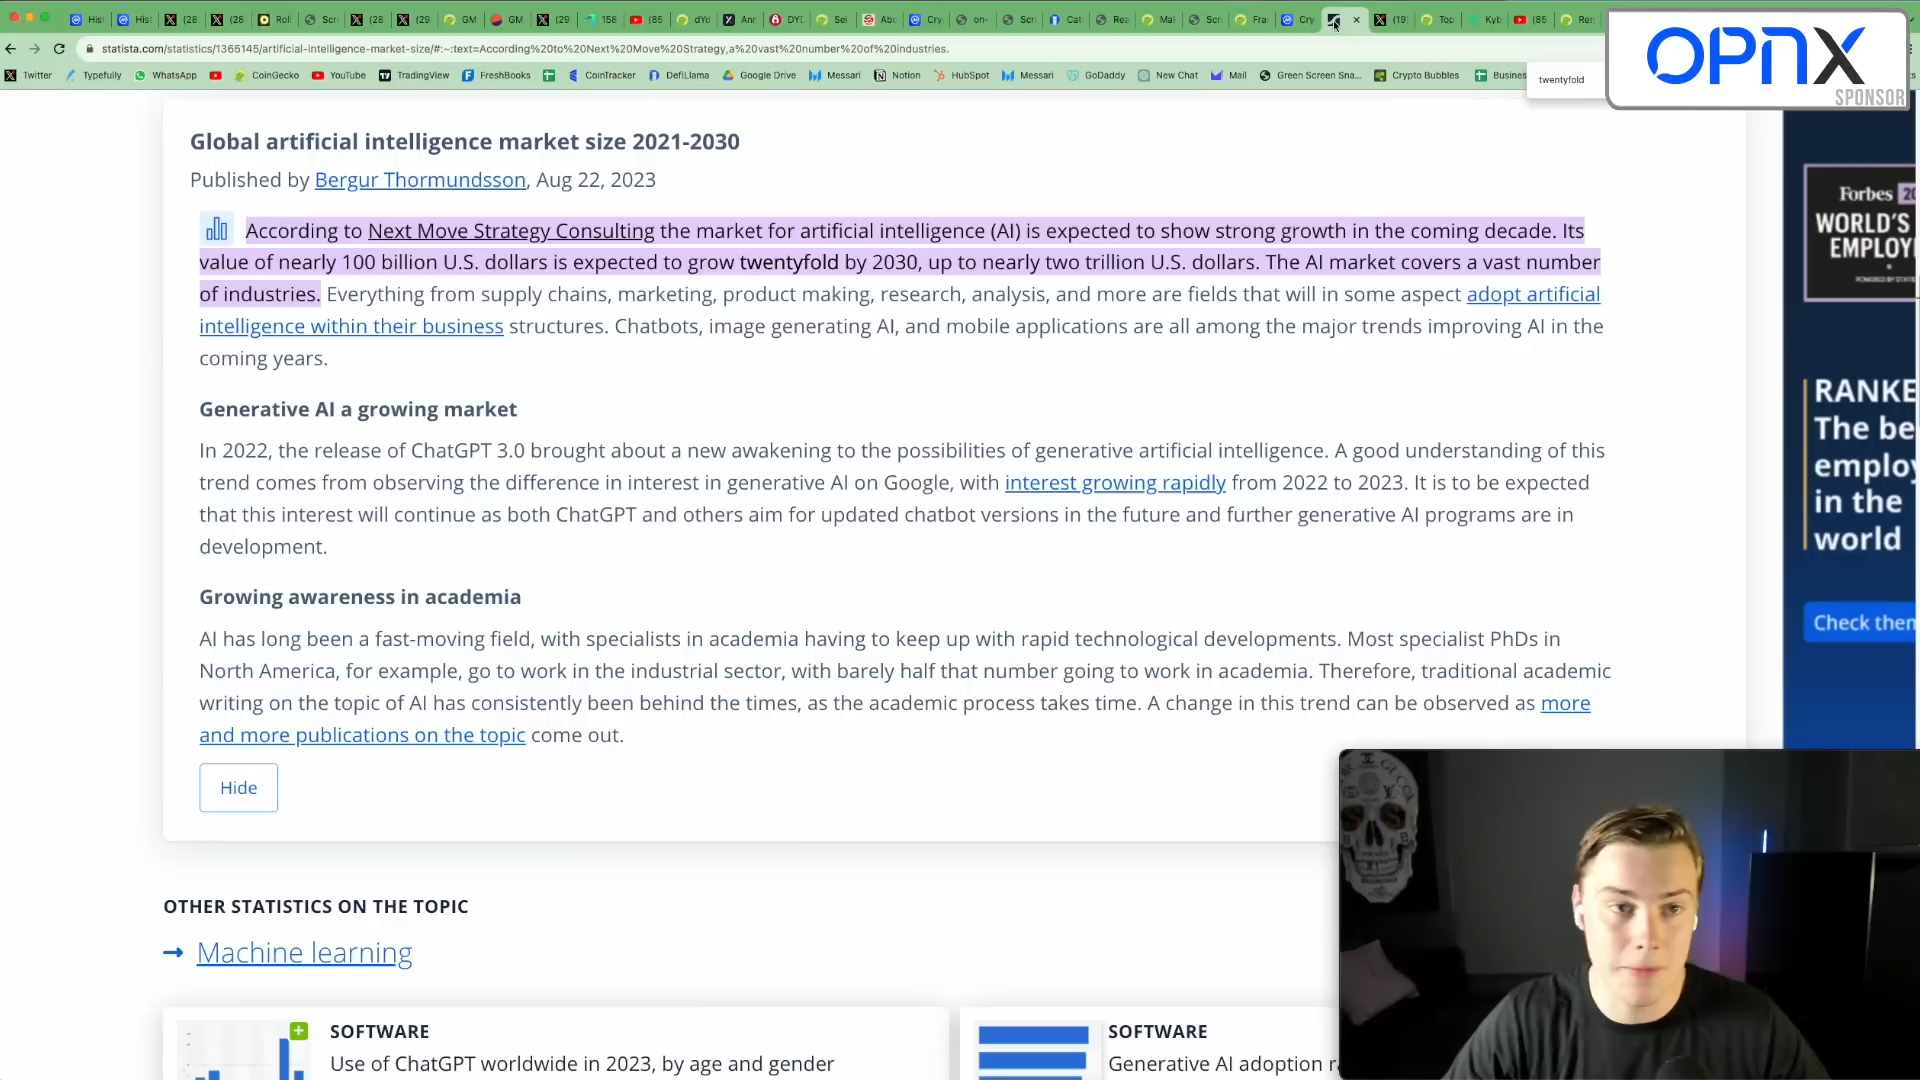 statista.com/statistics/1365145/artificial-intelligence-market-size/#:~:text=According%20to%20Next%20Move%20Strategy,a%20vast%20number%20of%20industries.
Twitter Typefully WhatsApp CoinGecko YouTube TradingView FreshBooks CoinTracker DefiLlama Google Drive Messari Notion HubSpot Messari GoDaddy New Chat Mail Green Screen Sna... Crypto Bubbles
twentyfold
OPNX
SPONSOR
Global artificial intelligence market size 2021-2030
Published by Bergur Thormundsson, Aug 22, 2023
According to Next Move Strategy Consulting the market for artificial intelligence (AI) is expected to show strong growth in the coming decade. Its
value of nearly 100 billion U.S. dollars is expected to grow twentyfold by 2030, up to nearly two trillion U.S. dollars. The AI market covers a vast number
of industries. Everything from supply chains, marketing, product making, research, analysis, and more are fields that will in some aspect adopt artificial
intelligence within their business structures. Chatbots, image generating AI, and mobile applications are all among the major trends improving AI in the
coming years.
Generative AI a growing market
In 2022, the release of ChatGPT 3.0 brought about a new awakening to the possibilities of generative artificial intelligence. A good understanding of this
trend comes from observing the difference in interest in generative AI on Google, with interest growing rapidly from 2022 to 2023. It is to be expected
that this interest will continue as both ChatGPT and others aim for updated chatbot versions in the future and further generative AI programs are in
development.
Growing awareness in academia
AI has long been a fast-moving field, with specialists in academia having to keep up with rapid technological developments. Most specialist PhDs in
North America, for example, go to work in the industrial sector, with barely half that number going to work in academia. Therefore, traditional academic
writing on the topic of AI has consistently been behind the times, as the academic process takes time. A change in this trend can be observed as more
and more publications on the topic come out.
Hide
OTHER STATISTICS ON THE TOPIC
→ Machine learning
SOFTWARE
Use of ChatGPT worldwide in 2023, by age and gender
SOFTWARE
Generative AI adoption
Forbes 20
WORLD'S
EMPLOY
RANKE
The be
employ
in the
world
Check them